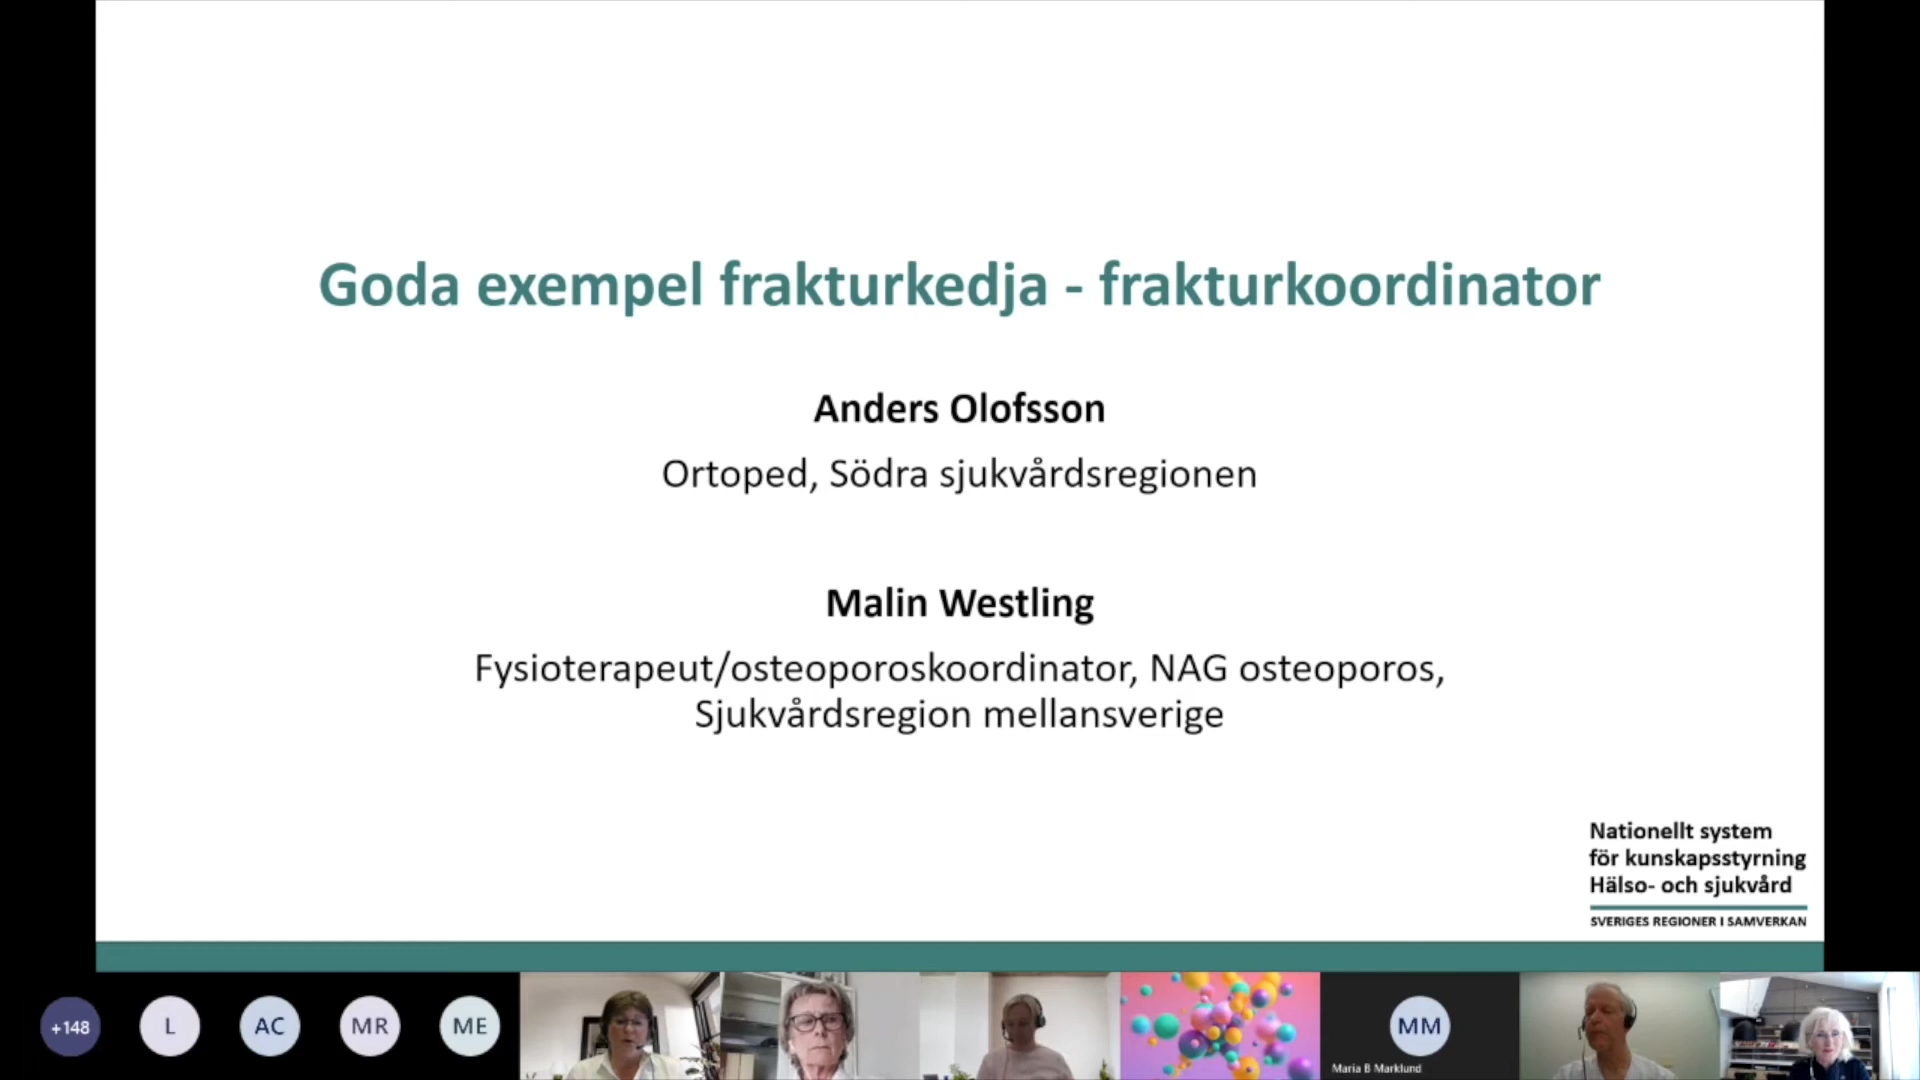 Goda exempel frakturkedja - frakturkoordinator
Anders Olofsson
Ortoped, Södra sjukvårdsregionen
Malin Westling
Fysioterapeut/osteoporoskoordinator, NAG osteoporos,
Sjukvårdsregion mellansverige
Nationellt system
för kunskapsstyrning
Hälso- och sjukvård
SVERIGES REGIONER I SAMVERKAN
+148
L
AC
MR
ME
MM
Maria B Marklund